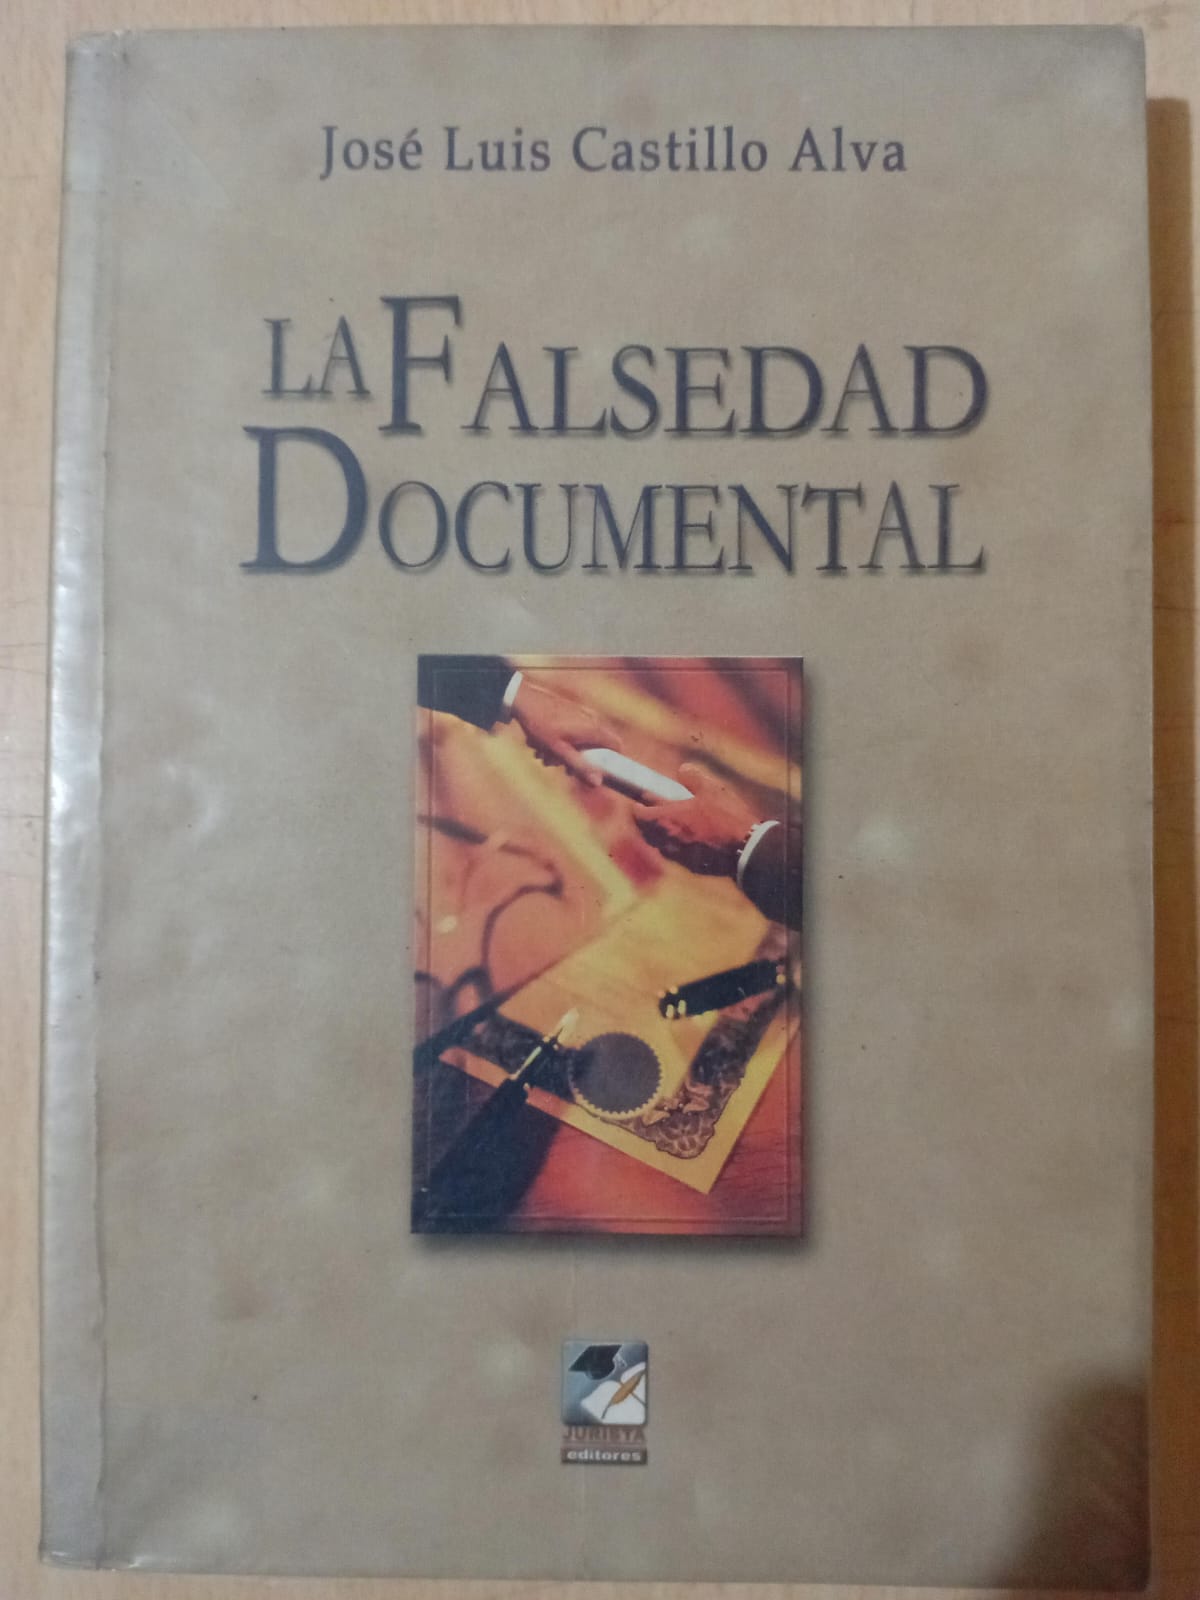 José Luis Castillo Alva
LA FALSEDAD
DOCUMENTAL
JURISTA
editores